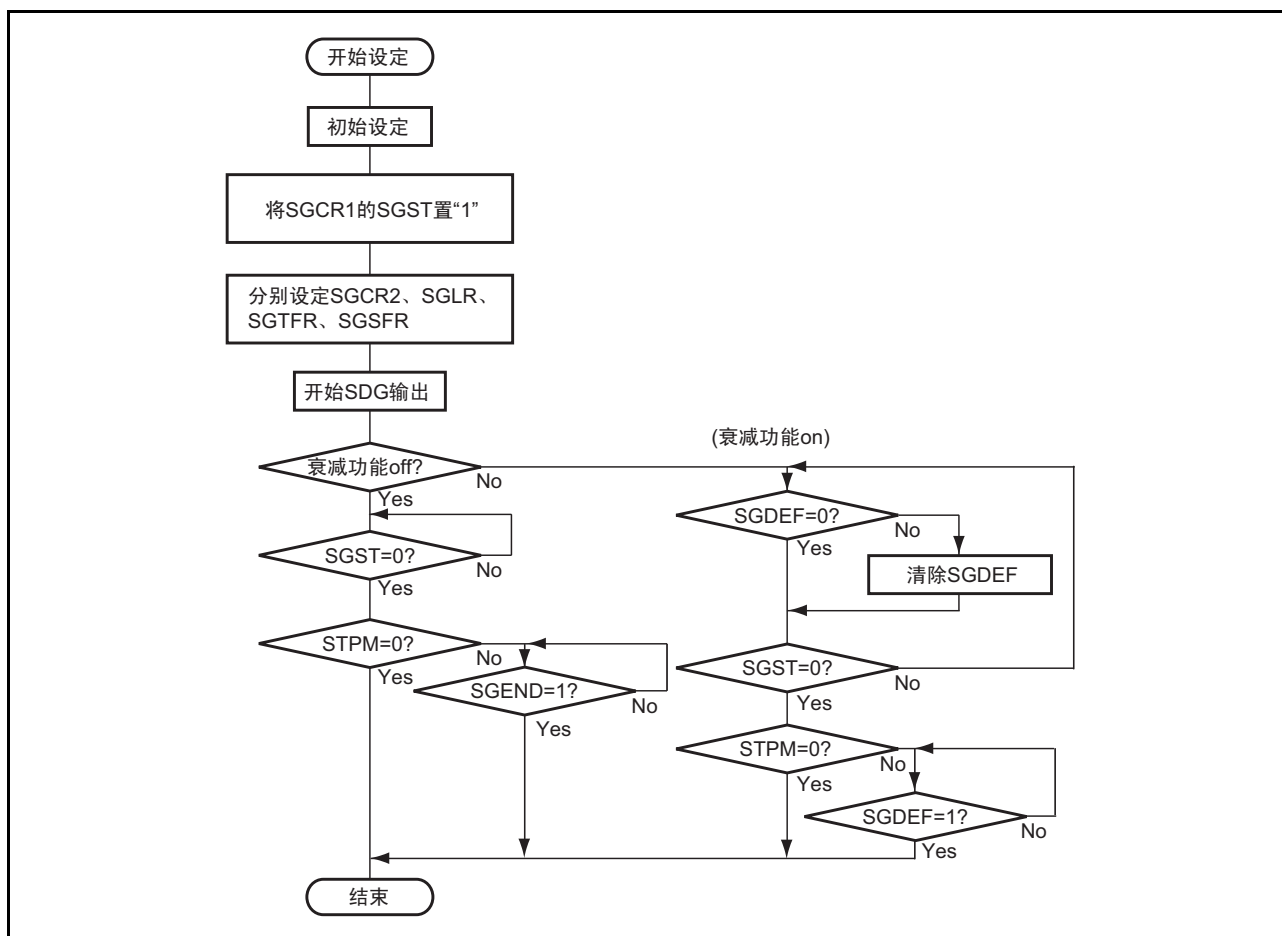 开始设定
初始设定
将SGCR1的SGST置“1”
分别设定SGCR2、SGLR、
SGTFR、SGSFR
开始SDG输出
衰减功能off?
No
Yes
SGST=0?
No
Yes
STPM=0?
No
Yes
SGEND=1?
No
Yes
(衰减功能on)
SGDEF=0?
No
Yes
清除SGDEF
SGST=0?
No
Yes
STPM=0?
No
Yes
SGDEF=1?
No
Yes
结束